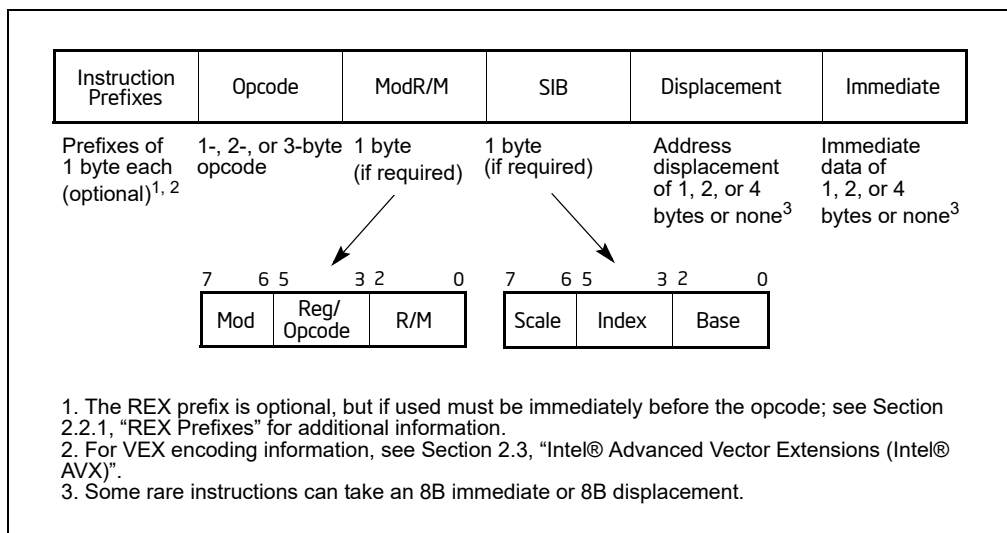 Instruction Prefixes Opcode ModR/M SIB Displacement Immediate
Prefixes of 1 byte each (optional)1, 2
1-, 2-, or 3-byte opcode
1 byte (if required)
1 byte (if required)
Address displacement of 1, 2, or 4 bytes or none3
Immediate data of 1, 2, or 4 bytes or none3
7 6 5 3 2 0
Mod Reg/Opcode R/M
7 6 5 3 2 0
Scale Index Base
1. The REX prefix is optional, but if used must be immediately before the opcode; see Section
2.2.1, “REX Prefixes” for additional information.
2. For VEX encoding information, see Section 2.3, “Intel® Advanced Vector Extensions (Intel®
AVX)”.
3. Some rare instructions can take an 8B immediate or 8B displacement.